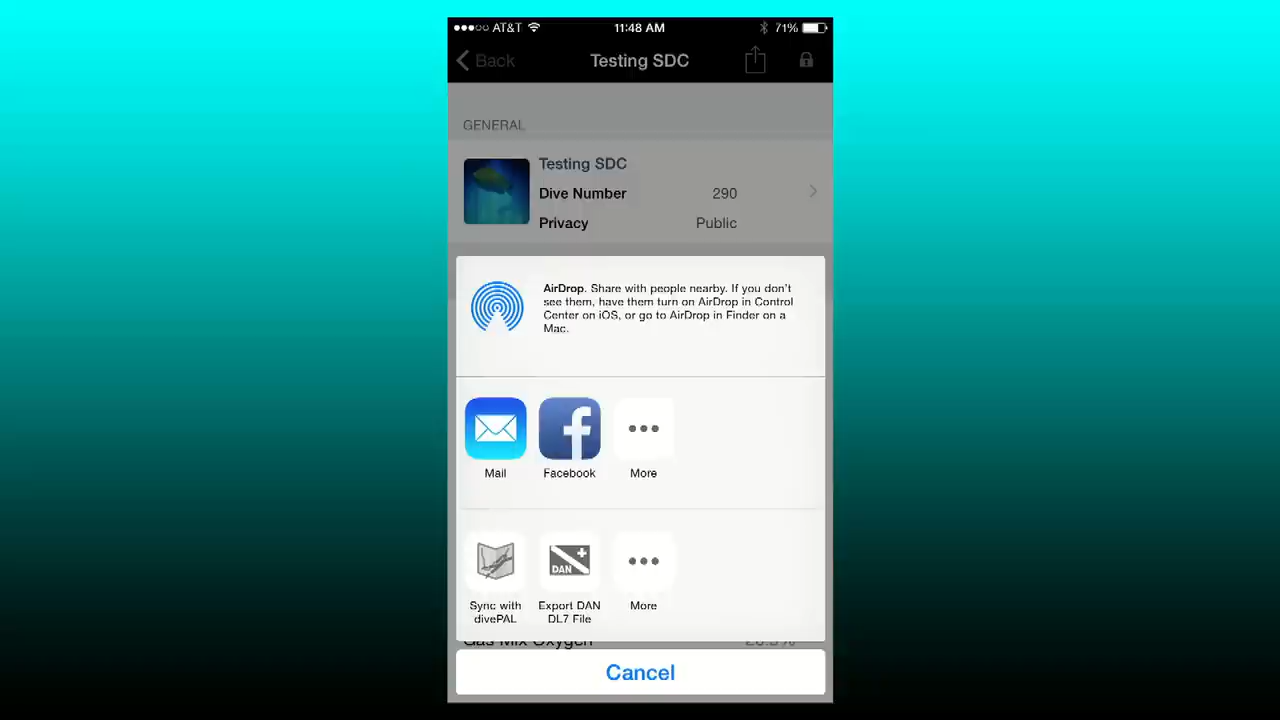 AT&T 11:48 AM 71%
Back Testing SDC
GENERAL
Testing SDC
Dive Number 290
Privacy Public
AirDrop. Share with people nearby. If you don't
see them, have them turn on AirDrop in Control
Center on iOS, or go to AirDrop in Finder on a
Mac.
Mail Facebook More
DAN
Sync with divePAL
Export DAN DL7 File
More
Gas Mix Oxygen
Cancel